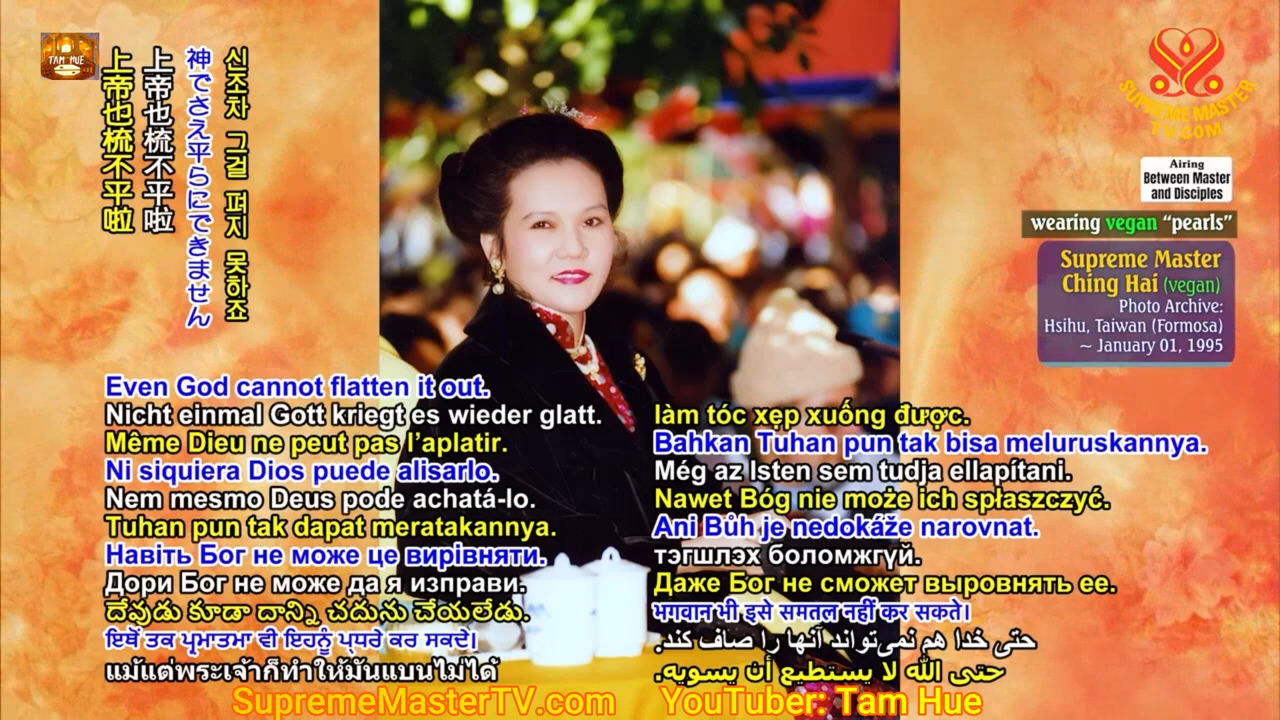 TAM HUE
上帝也梳不平啦
上帝也梳不平啦
神でさえ平らにできません
신조차 그걸 펴지 못하죠
SUPREME MASTER
TV.COM
Airing
Between Master
and Disciples
wearing vegan “pearls”
Supreme Master
Ching Hai (vegan)
Photo Archive:
Hsihu, Taiwan (Formosa)
~ January 01, 1995
Even God cannot flatten it out.
Nicht einmal Gott kriegt es wieder glatt.
Même Dieu ne peut pas l’aplatir.
Ni siquiera Dios puede alisarlo.
Nem mesmo Deus pode achatá-lo.
Tuhan pun tak dapat meratakannya.
Навіть Бог не може це вирівняти.
Дори Бог не може да я изправи.
దేవుడు కూడా దాన్ని చదును చేయలేడు.
ਇਥੋਂ ਤਕ ਪ੍ਰਮਾਤਮਾ ਵੀ ਇਹਨੂੰ ਪੱਧਰੇ ਕਰ ਸਕਦੇ।
แม้แต่พระเจ้าก็ทำให้มันแบนไม่ได้
làm tóc xẹp xuống được.
Bahkan Tuhan pun tak bisa meluruskannya.
Még az Isten sem tudja ellapítani.
Nawet Bóg nie może ich spłaszczyć.
Ani Bůh je nedokáže narovnat.
тэгшлэх боломжгүй.
Даже Бог не сможет выровнять ее.
भगवान भी इसे समतल नहीं कर सकते।
حتی خدا هم نمی‌تواند آنها را صاف کند.
حتى الله لا يستطيع أن يسويه.
SupremeMasterTV.com
YouTuber: Tam Hue